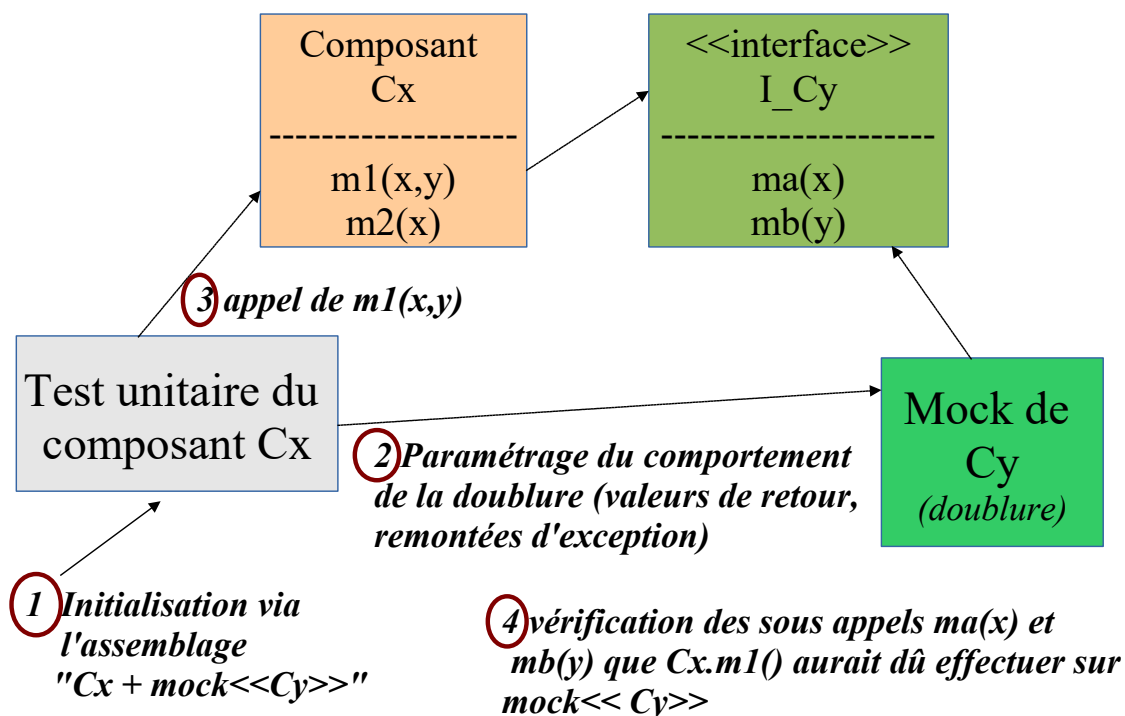 Composant
Cx
--------------------
m1(x,y)
m2(x)
<<interface>>
I_Cy
----------------------
ma(x)
mb(y)
3 appel de m1(x,y)
Test unitaire du
composant Cx
Mock de
Cy
(doublure)
2 Paramétrage du comportement
de la doublure (valeurs de retour,
remontées d'exception)
1 Initialisation via
l'assemblage
"Cx + mock<<Cy>>"
4 vérification des sous appels ma(x) et
mb(y) que Cx.m1() aurait dû effectuer sur
mock<< Cy>>